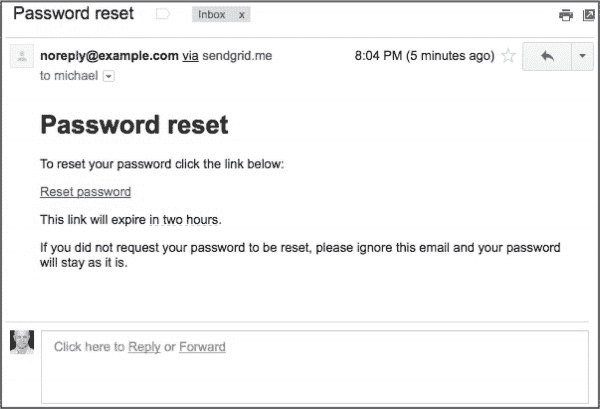 Password reset Inbox x
noreply@example.com via sendgrid.me 8:04 PM (5 minutes ago)
to michael
Password reset
To reset your password click the link below:
Reset password
This link will expire in two hours.
If you did not request your password to be reset, please ignore this email and your password
will stay as it is.
Click here to Reply or Forward